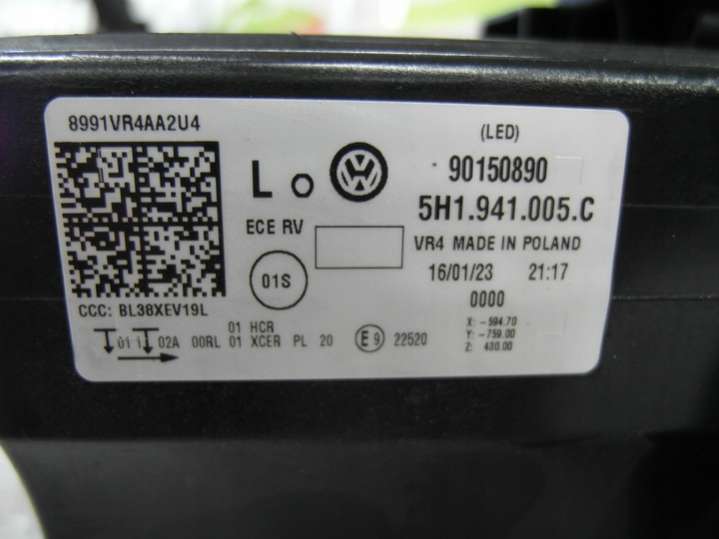 8991VR4AA2U4
L
(LED)
90150890
5H1.941.005.C
ECE RV
VR4 MADE IN POLAND
01S
16/01/23 21:17
0000
CCC: BL38XEV19L
X: -594.70
Y: -759.00
Z: 430.00
01 HCR
01 02A 00RL 01 XCER PL 20 E9 22520